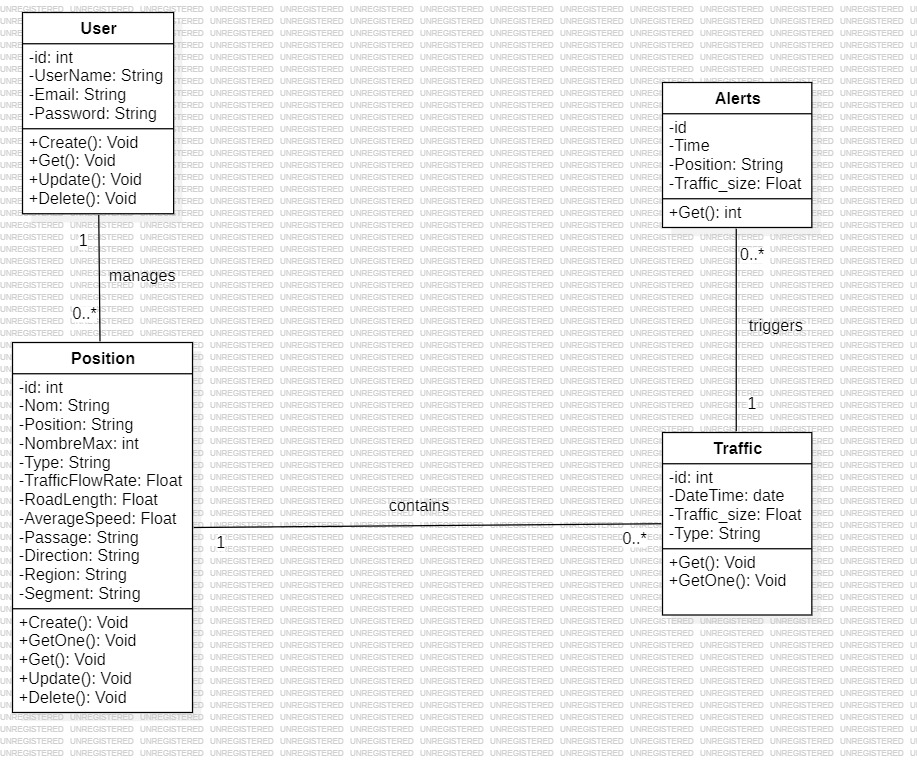 User
-id: int
-UserName: String
-Email: String
-Password: String
+Create(): Void
+Get(): Void
+Update(): Void
+Delete(): Void
1
manages
0..*
Position
-id: int
-Nom: String
-Position: String
-NombreMax: int
-Type: String
-TrafficFlowRate: Float
-RoadLength: Float
-AverageSpeed: Float
-Passage: String
-Direction: String
-Region: String
-Segment: String
+Create(): Void
+GetOne(): Void
+Get(): Void
+Update(): Void
+Delete(): Void
contains
1
0..*
Alerts
-id
-Time
-Position: String
-Traffic_size: Float
+Get(): int
0..*
triggers
1
Traffic
-id: int
-DateTime: date
-Traffic_size: Float
-Type: String
+Get(): Void
+GetOne(): Void
UNREGISTERED